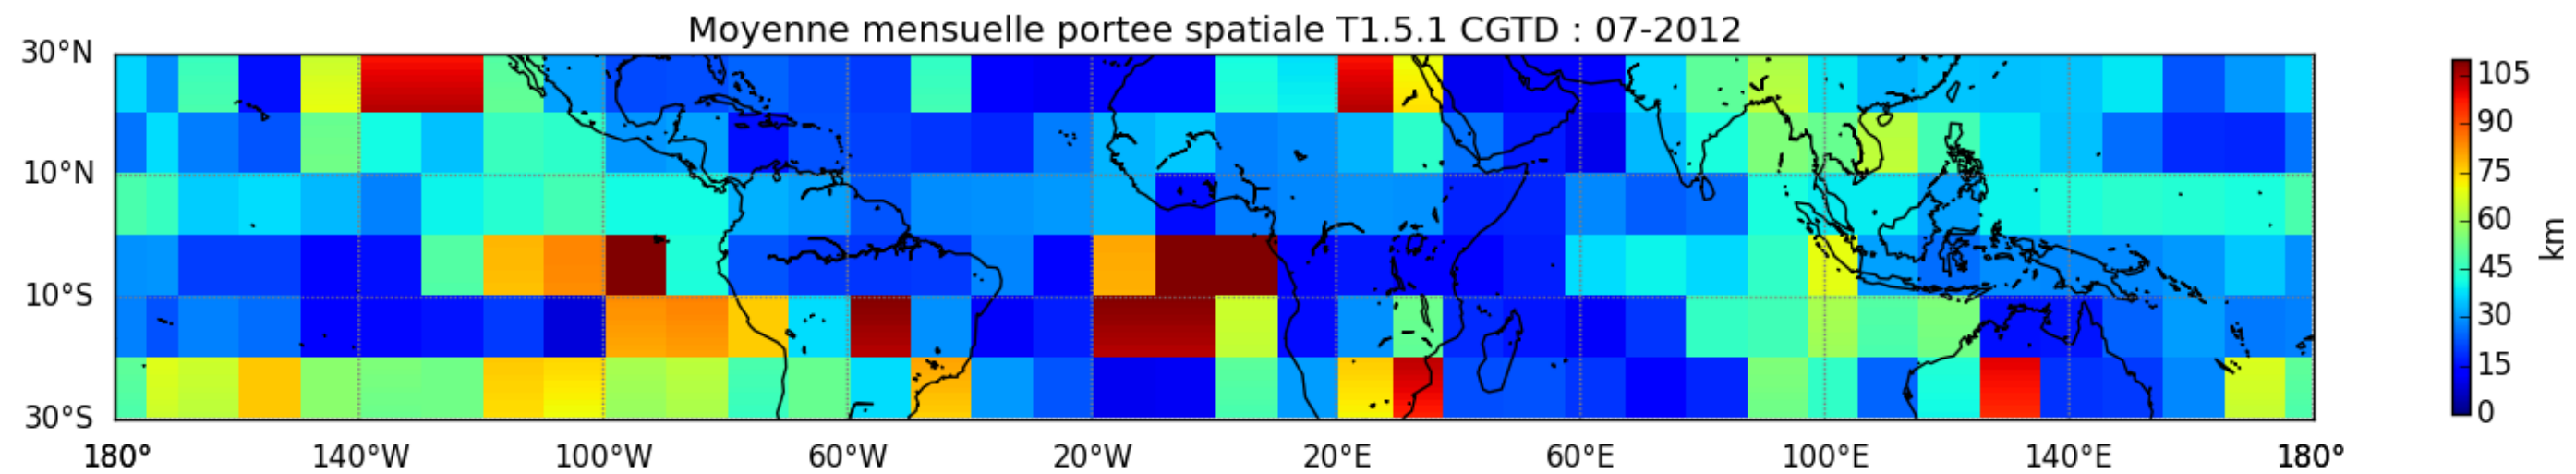 Moyenne mensuelle portee spatiale T1.5.1 CGTD : 07-2012
30°N
10°N
10°S
30°S
180° 140°W 100°W 60°W 20°W 20°E 60°E 100°E 140°E 180°
105
90
75
60
45
30
15
0
km